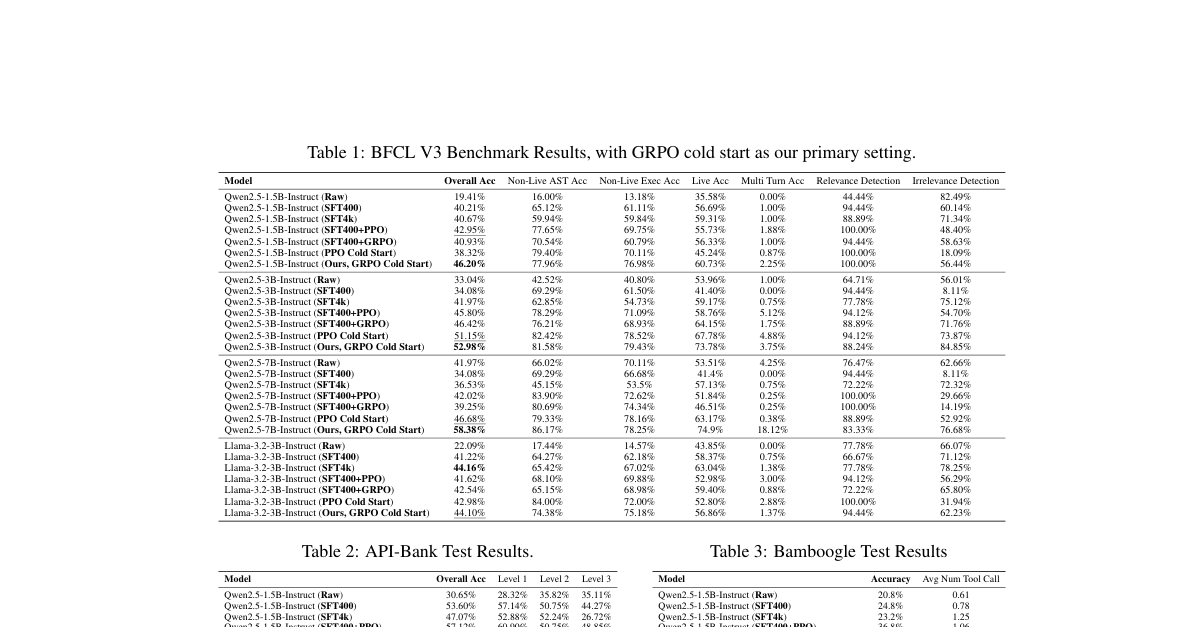 Table 1: BFCL V3 Benchmark Results, with GRPO cold start as our primary setting.
Model Overall Acc Non-Live AST Acc Non-Live Exec Acc Live Acc Multi Turn Acc Relevance Detection Irrelevance Detection
Qwen2.5-1.5B-Instruct (Raw) 19.41% 16.00% 13.18% 35.58% 0.00% 44.44% 82.49%
Qwen2.5-1.5B-Instruct (SFT400) 40.21% 65.12% 61.11% 56.69% 1.00% 94.44% 60.14%
Qwen2.5-1.5B-Instruct (SFT4k) 40.67% 59.94% 59.84% 59.31% 1.00% 88.89% 71.34%
Qwen2.5-1.5B-Instruct (SFT400+PPO) 42.95% 77.65% 69.75% 55.73% 1.88% 100.00% 48.40%
Qwen2.5-1.5B-Instruct (SFT400+GRPO) 40.93% 70.54% 60.79% 56.33% 1.00% 94.44% 58.63%
Qwen2.5-1.5B-Instruct (PPO Cold Start) 38.32% 79.40% 70.11% 45.24% 0.87% 100.00% 18.09%
Qwen2.5-1.5B-Instruct (Ours, GRPO Cold Start) 46.20% 77.96% 76.98% 60.73% 2.25% 100.00% 56.44%
Qwen2.5-3B-Instruct (Raw) 33.04% 42.52% 40.80% 53.96% 1.00% 64.71% 56.01%
Qwen2.5-3B-Instruct (SFT400) 34.08% 69.29% 61.50% 41.40% 0.00% 94.44% 8.11%
Qwen2.5-3B-Instruct (SFT4k) 41.97% 62.85% 54.73% 59.17% 0.75% 77.78% 75.12%
Qwen2.5-3B-Instruct (SFT400+PPO) 45.80% 78.29% 71.09% 58.76% 5.12% 94.12% 54.70%
Qwen2.5-3B-Instruct (SFT400+GRPO) 46.42% 76.21% 68.93% 64.15% 1.75% 88.89% 71.76%
Qwen2.5-3B-Instruct (PPO Cold Start) 51.15% 82.42% 78.52% 67.78% 4.88% 94.12% 73.87%
Qwen2.5-3B-Instruct (Ours, GRPO Cold Start) 52.98% 81.58% 79.43% 73.78% 3.75% 88.24% 84.85%
Qwen2.5-7B-Instruct (Raw) 41.97% 66.02% 70.11% 53.51% 4.25% 76.47% 62.66%
Qwen2.5-7B-Instruct (SFT400) 34.08% 69.29% 66.68% 41.4% 0.00% 94.44% 8.11%
Qwen2.5-7B-Instruct (SFT4k) 36.53% 45.15% 53.5% 57.13% 0.75% 72.22% 72.32%
Qwen2.5-7B-Instruct (SFT400+PPO) 42.02% 83.90% 72.62% 51.84% 0.25% 100.00% 29.66%
Qwen2.5-7B-Instruct (SFT400+GRPO) 39.25% 80.69% 74.34% 46.51% 0.25% 100.00% 14.19%
Qwen2.5-7B-Instruct (PPO Cold Start) 46.68% 79.33% 78.16% 63.17% 0.38% 88.89% 52.92%
Qwen2.5-7B-Instruct (Ours, GRPO Cold Start) 58.38% 86.17% 78.25% 74.9% 18.12% 83.33% 76.68%
Llama-3.2-3B-Instruct (Raw) 22.09% 17.44% 14.57% 43.85% 0.00% 77.78% 66.07%
Llama-3.2-3B-Instruct (SFT400) 41.22% 64.27% 62.18% 58.37% 0.75% 66.67% 71.12%
Llama-3.2-3B-Instruct (SFT4k) 44.16% 65.42% 67.02% 63.04% 1.38% 77.78% 78.25%
Llama-3.2-3B-Instruct (SFT400+PPO) 41.62% 68.10% 69.88% 52.98% 3.00% 94.12% 56.29%
Llama-3.2-3B-Instruct (SFT400+GRPO) 42.54% 65.15% 68.98% 59.40% 0.88% 72.22% 65.80%
Llama-3.2-3B-Instruct (PPO Cold Start) 42.98% 84.00% 72.00% 52.80% 2.88% 100.00% 31.94%
Llama-3.2-3B-Instruct (Ours, GRPO Cold Start) 44.10% 74.38% 75.18% 56.86% 1.37% 94.44% 62.23%
Table 2: API-Bank Test Results.
Model Overall Acc Level 1 Level 2 Level 3
Qwen2.5-1.5B-Instruct (Raw) 30.65% 28.32% 35.82% 35.11%
Qwen2.5-1.5B-Instruct (SFT400) 53.60% 57.14% 50.75% 44.27%
Qwen2.5-1.5B-Instruct (SFT4k) 47.07% 52.88% 52.24% 26.72%
Table 3: Bamboogle Test Results
Model Accuracy Avg Num Tool Call
Qwen2.5-1.5B-Instruct (Raw) 20.8% 0.61
Qwen2.5-1.5B-Instruct (SFT400) 24.8% 0.78
Qwen2.5-1.5B-Instruct (SFT4k) 23.2% 1.25